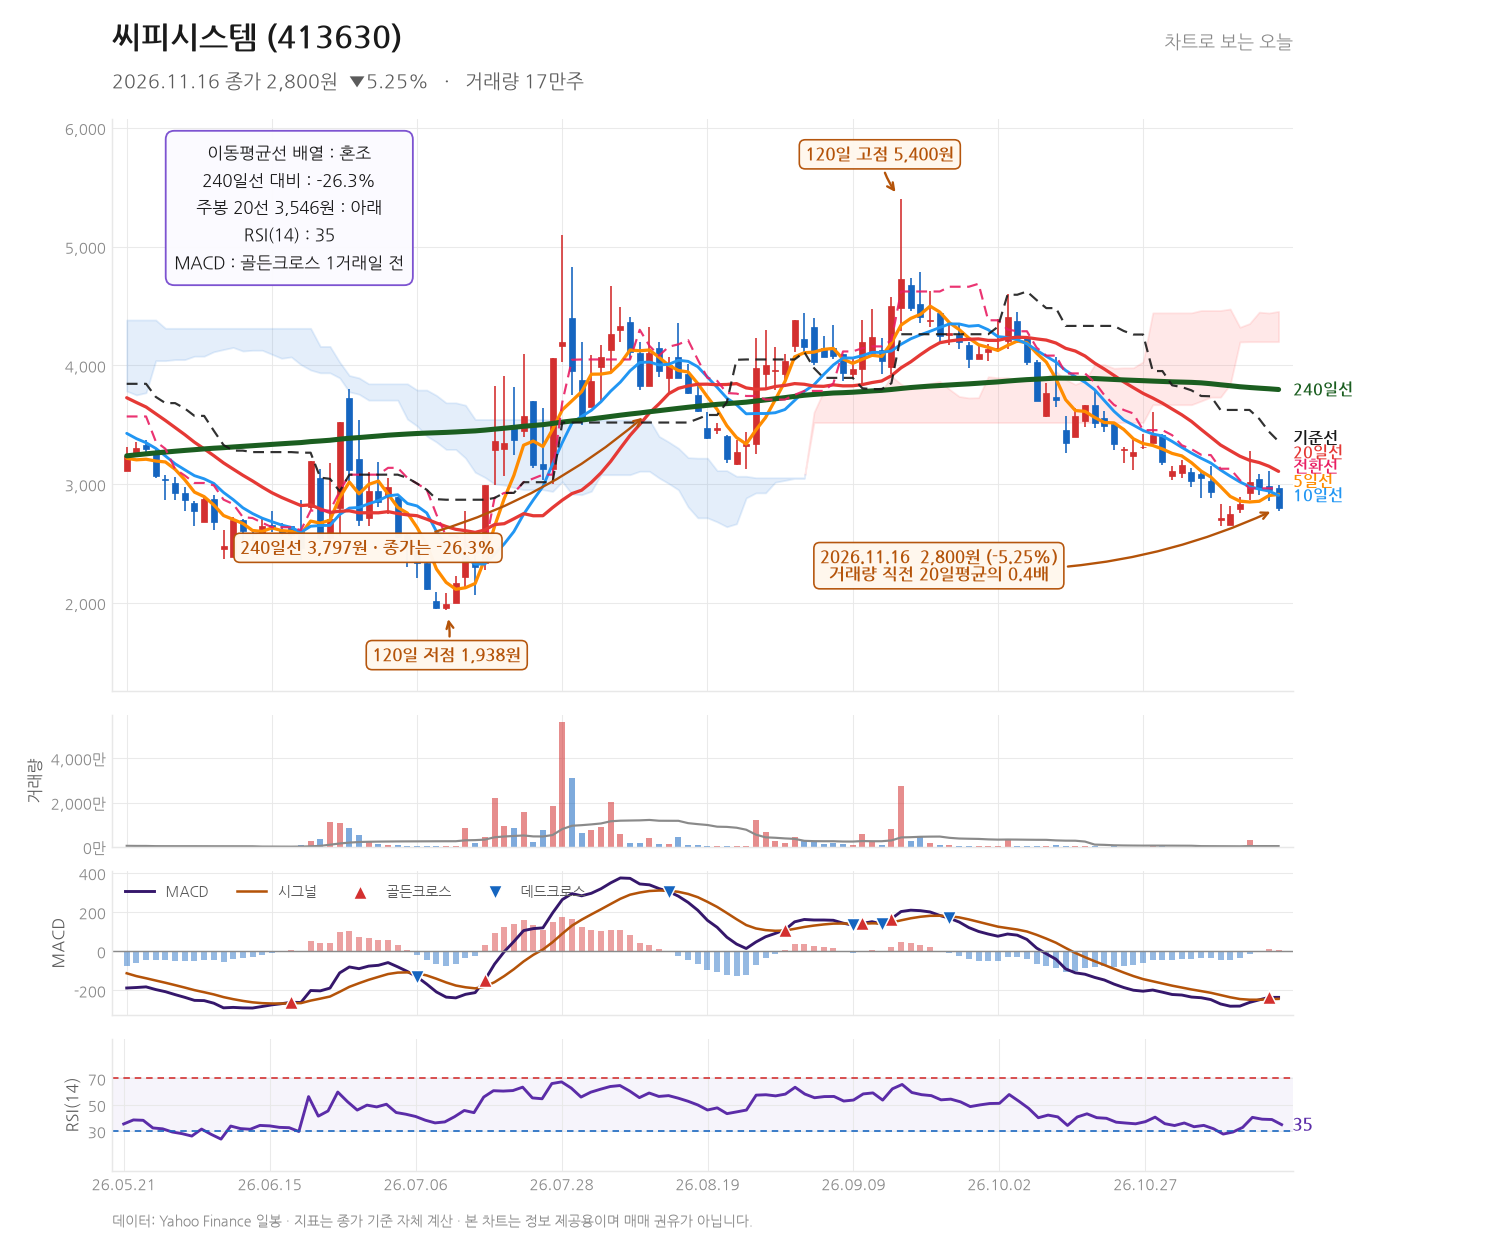 씨피시스템 (413630)
차트로 보는 오늘
2026.11.16 종가 2,800원 ▼5.25% · 거래량 17만주
6,000
5,000
4,000
3,000
2,000
이동평균선 배열 : 혼조
240일선 대비 : -26.3%
주봉 20선 3,546원 : 아래
RSI(14) : 35
MACD : 골든크로스 1거래일 전
120일 고점 5,400원
240일선 3,797원 · 종가는 -26.3%
120일 저점 1,938원
2026.11.16 2,800원 (-5.25%)
거래량 직전 20일평균의 0.4배
240일선
기준선
20일선
전환선
5일선
10일선
거래량
4,000만
2,000만
0만
MACD
400
200
0
-200
MACD
시그널
골든크로스
데드크로스
RSI(14)
70
50
30
35
26.05.21
26.06.15
26.07.06
26.07.28
26.08.19
26.09.09
26.10.02
26.10.27
데이터: Yahoo Finance 일봉 · 지표는 종가 기준 자체 계산 · 본 차트는 정보 제공용이며 매매 권유가 아닙니다.